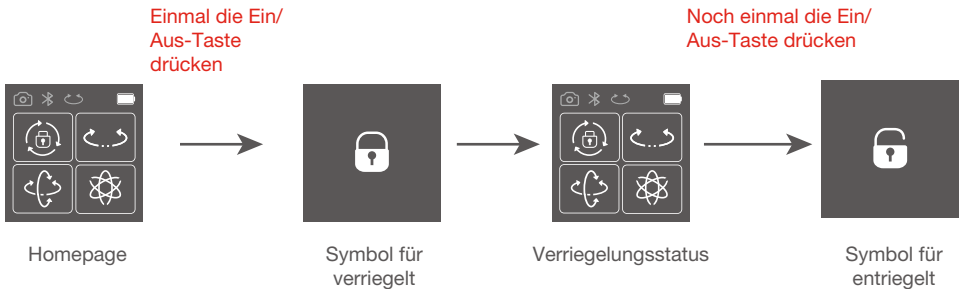 Einmal die Ein/
Aus-Taste
drücken
Noch einmal die Ein/
Aus-Taste drücken
Homepage
Symbol für
verriegelt
Verriegelungsstatus
Symbol für
entriegelt